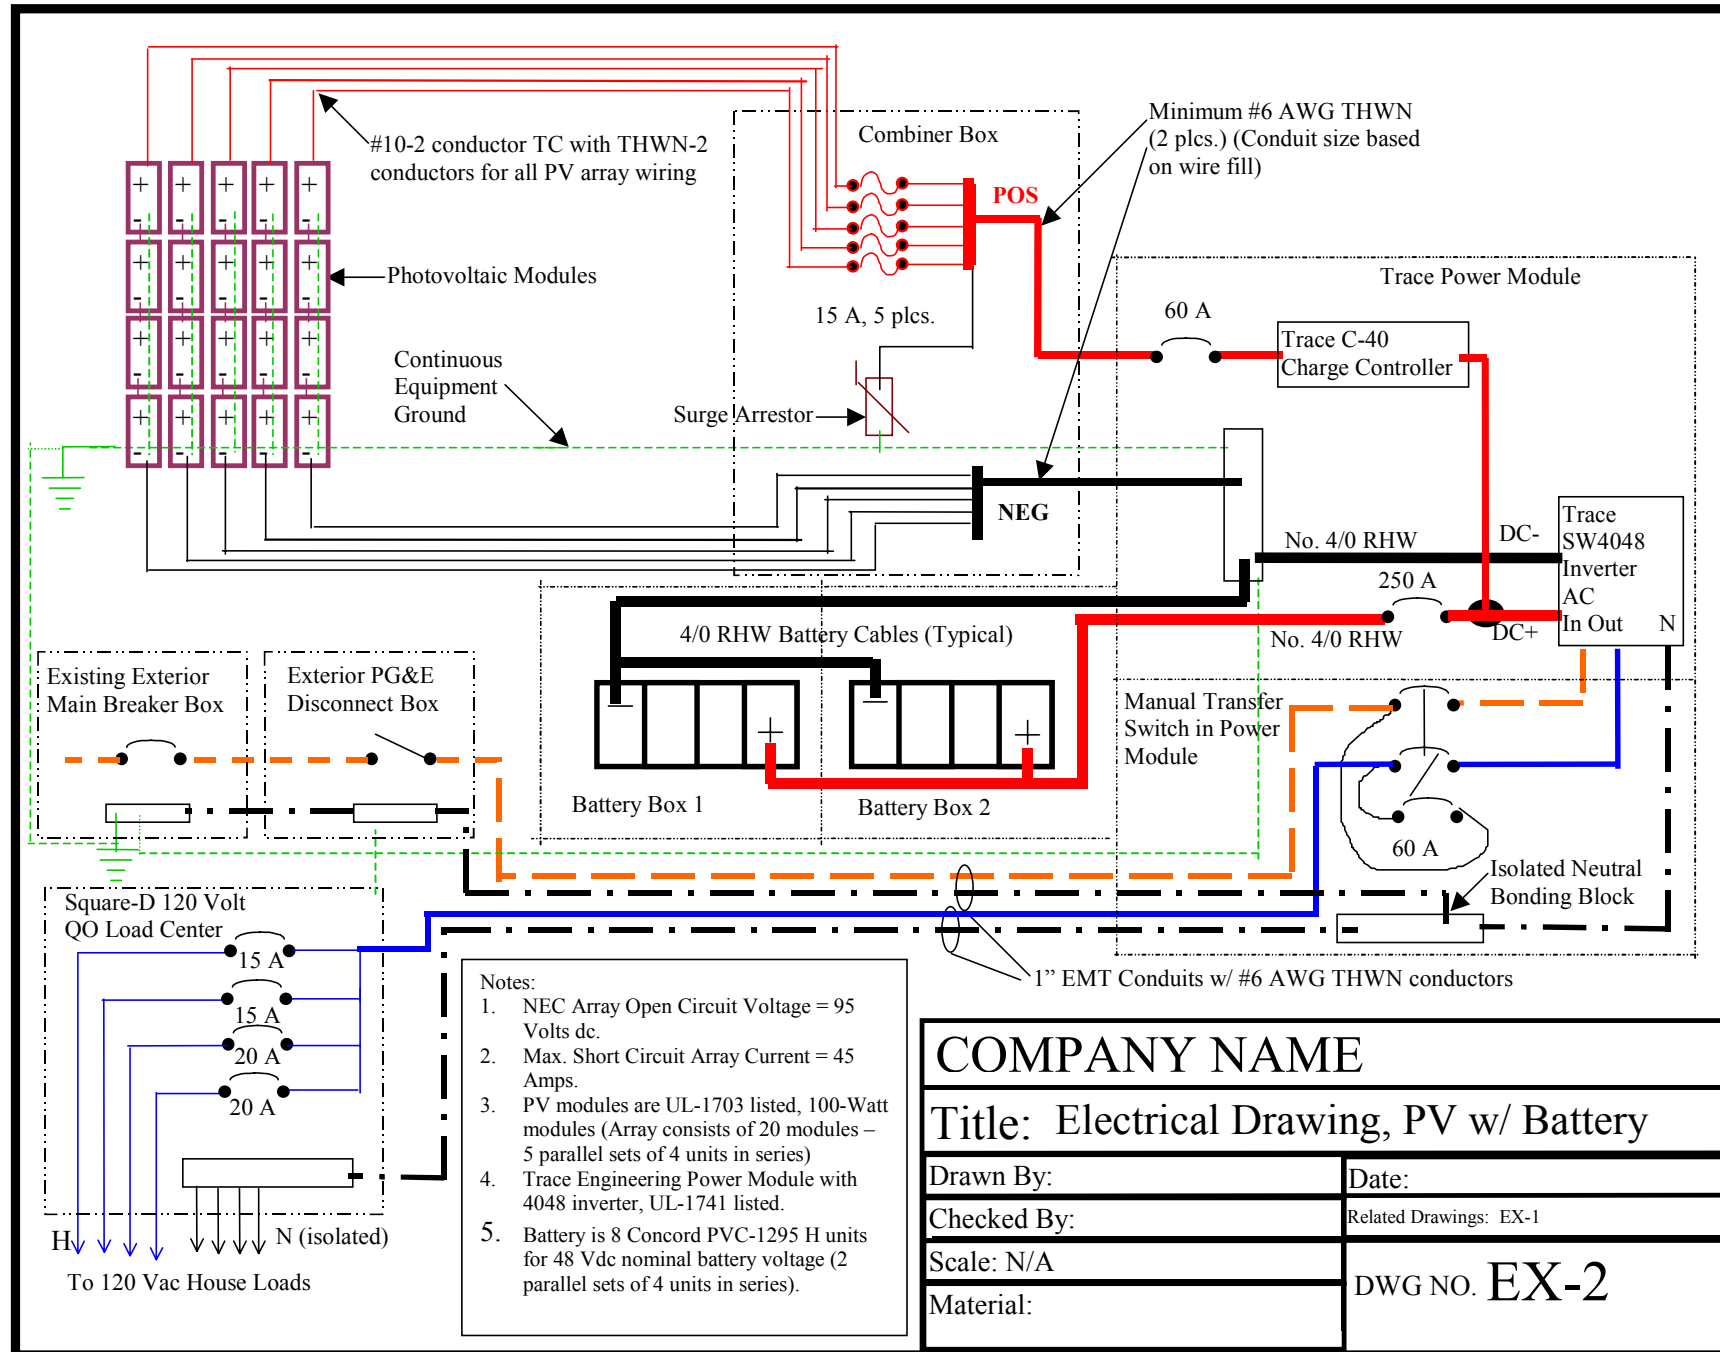 #10-2 conductor TC with THWN-2
conductors for all PV array wiring
Combiner Box
Minimum #6 AWG THWN
(2 plcs.) (Conduit size based
on wire fill)
POS
+ + + + +
- - - - -
+ + + + +
- - - - -
+ + + + +
- - - - -
+ + + + +
- - - - -
Photovoltaic Modules
15 A, 5 plcs.
Trace Power Module
60 A
Trace C-40
Charge Controller
Continuous
Equipment
Ground
Surge Arrestor
NEG
No. 4/0 RHW
DC-
Trace
SW4048
Inverter
AC
In Out N
250 A
No. 4/0 RHW
DC+
4/0 RHW Battery Cables (Typical)
Existing Exterior
Main Breaker Box
Exterior PG&E
Disconnect Box
+
+
Battery Box 1
Battery Box 2
Manual Transfer
Switch in Power
Module
60 A
Isolated Neutral
Bonding Block
Square-D 120 Volt
QO Load Center
15 A
15 A
20 A
20 A
H
N (isolated)
To 120 Vac House Loads
1” EMT Conduits w/ #6 AWG THWN conductors
Notes:
1. NEC Array Open Circuit Voltage = 95
Volts dc.
2. Max. Short Circuit Array Current = 45
Amps.
3. PV modules are UL-1703 listed, 100-Watt
modules (Array consists of 20 modules –
5 parallel sets of 4 units in series)
4. Trace Engineering Power Module with
4048 inverter, UL-1741 listed.
5. Battery is 8 Concord PVC-1295 H units
for 48 Vdc nominal battery voltage (2
parallel sets of 4 units in series).
COMPANY NAME
Title: Electrical Drawing, PV w/ Battery
Drawn By:
Date:
Checked By:
Related Drawings: EX-1
Scale: N/A
DWG NO. EX-2
Material: